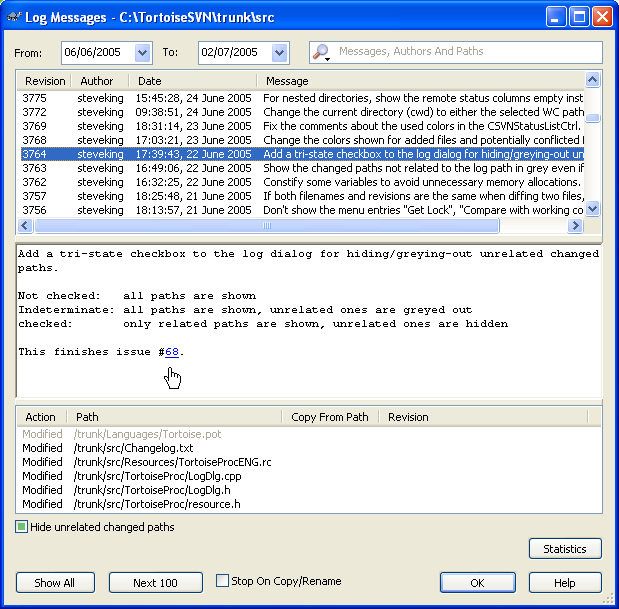 Log Messages - C:\TortoiseSVN\trunk\src
From: 06/06/2005 To: 02/07/2005 Messages, Authors And Paths
Revision Author Date Message
3775 steveking 15:45:28, 24 June 2005 For nested directories, show the remote status columns empty inst
3772 steveking 09:38:51, 24 June 2005 Change the current directory (cwd) to either the selected WC path
3769 steveking 18:31:14, 23 June 2005 Fix the comments about the used colors in the CSVNStatusListCtrl.
3768 steveking 17:03:21, 23 June 2005 Change the colors shown for added files and potentially conflicted
3764 steveking 17:39:43, 22 June 2005 Add a tri-state checkbox to the log dialog for hiding/greying-out un
3763 steveking 16:49:06, 22 June 2005 Show the changed paths not related to the log path in grey even if
3762 steveking 16:32:25, 22 June 2005 Constify some variables to avoid unnecessary memory allocations.
3757 steveking 18:25:48, 21 June 2005 If both filenames and revisions are the same when diffing two files,
3756 steveking 18:13:57, 21 June 2005 Don't show the menu entries "Get Lock", "Compare with working co
Add a tri-state checkbox to the log dialog for hiding/greying-out unrelated changed
paths.
Not checked: all paths are shown
Indeterminate: all paths are shown, unrelated ones are greyed out
checked: only related paths are shown, unrelated ones are hidden
This finishes issue #68.
Action Path Copy From Path Revision
Modified /trunk/Languages/Tortoise.pot
Modified /trunk/src/Changelog.txt
Modified /trunk/src/Resources/TortoiseProcENG.rc
Modified /trunk/src/TortoiseProc/LogDlg.cpp
Modified /trunk/src/TortoiseProc/LogDlg.h
Modified /trunk/src/TortoiseProc/resource.h
Hide unrelated changed paths
Statistics
Show All Next 100 Stop On Copy/Rename OK Help